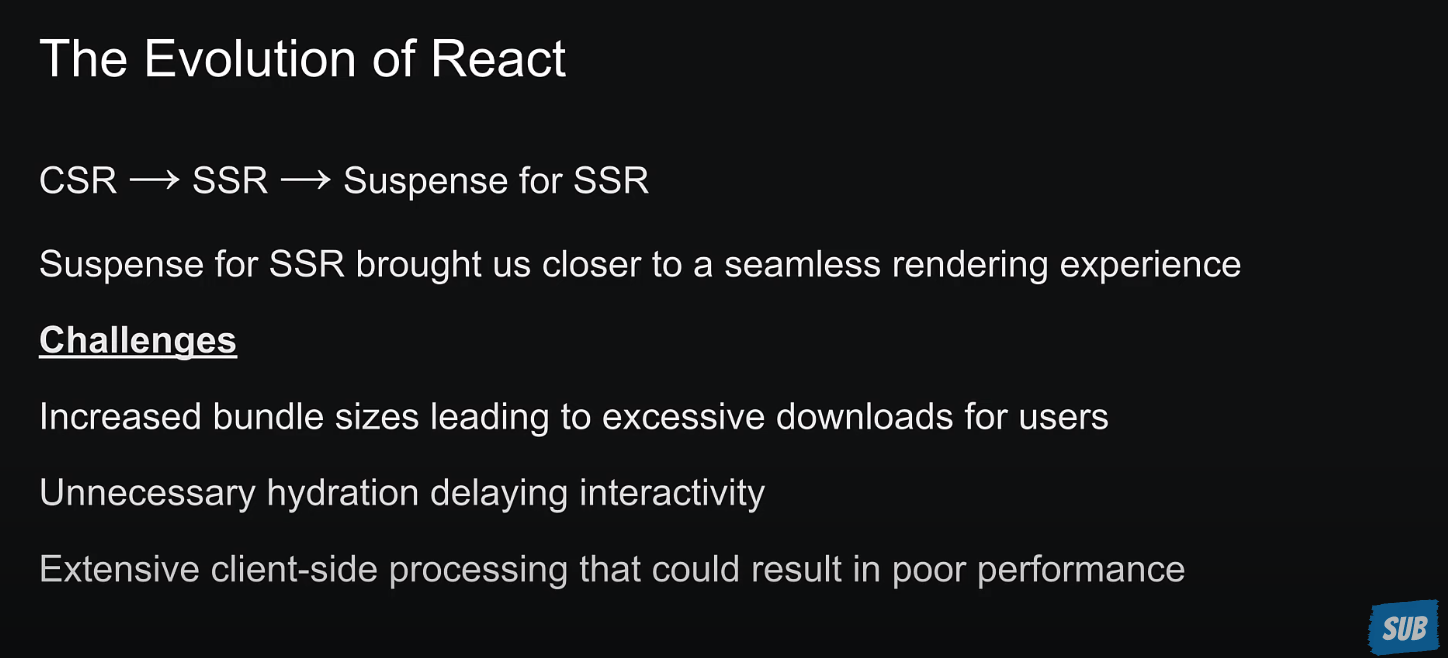 The Evolution of React
CSR ⟶ SSR ⟶ Suspense for SSR
Suspense for SSR brought us closer to a seamless rendering experience
Challenges
Increased bundle sizes leading to excessive downloads for users
Unnecessary hydration delaying interactivity
Extensive client-side processing that could result in poor performance
SUB